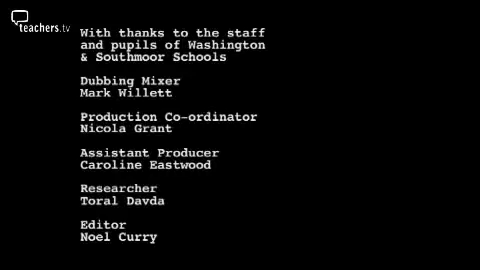 teachers.tv
With thanks to the staff
and pupils of Washington
& Southmoor Schools
Dubbing Mixer
Mark Willett
Production Co-ordinator
Nicola Grant
Assistant Producer
Caroline Eastwood
Researcher
Toral Davda
Editor
Noel Curry